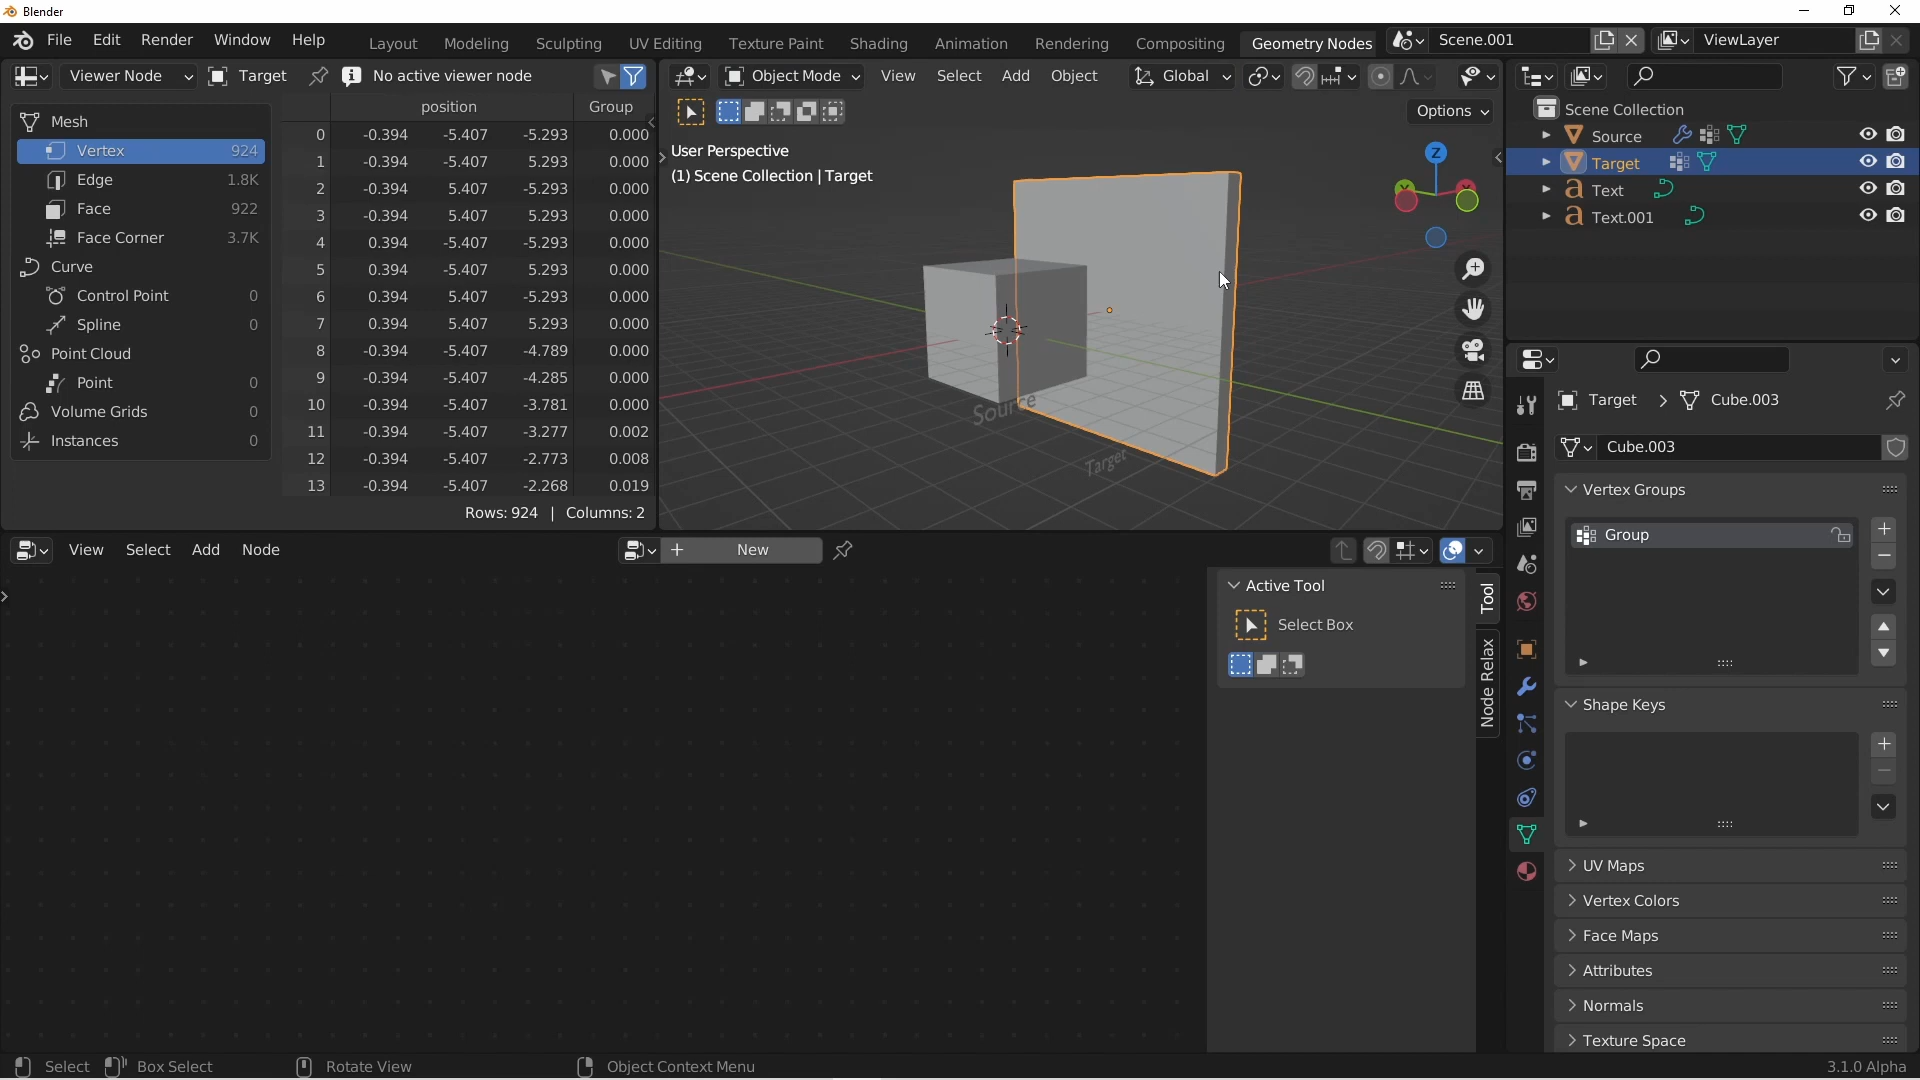 Blender
File Edit Render Window Help
Layout Modeling Sculpting UV Editing Texture Paint Shading Animation Rendering Compositing Geometry Nodes
Scene.001
ViewLayer
Viewer Node
Target
No active viewer node
position Group
Mesh
Vertex 924
Edge 1.8K
Face 922
Face Corner 3.7K
Curve
Control Point 0
Spline 0
Point Cloud
Point 0
Volume Grids 0
Instances 0
0 -0.394 -5.407 -5.293 0.000
1 -0.394 -5.407 5.293 0.000
2 -0.394 5.407 -5.293 0.000
3 -0.394 5.407 5.293 0.000
4 0.394 -5.407 -5.293 0.000
5 0.394 -5.407 5.293 0.000
6 0.394 5.407 -5.293 0.000
7 0.394 5.407 5.293 0.000
8 -0.394 -5.407 -4.789 0.000
9 -0.394 -5.407 -4.285 0.000
10 -0.394 -5.407 -3.781 0.000
11 -0.394 -5.407 -3.277 0.002
12 -0.394 -5.407 -2.773 0.008
13 -0.394 -5.407 -2.268 0.019
Rows: 924 | Columns: 2
Object Mode View Select Add Object Global
Options
User Perspective
(1) Scene Collection | Target
Z
Source
Target
Scene Collection
Source
Target
Text
Text.001
Target > Cube.003
Cube.003
Vertex Groups
Group
Shape Keys
UV Maps
Vertex Colors
Face Maps
Attributes
Normals
Texture Space
View Select Add Node
New
Active Tool
Select Box
Tool
Node Relax
Select Box Select Rotate View Object Context Menu
3.1.0 Alpha